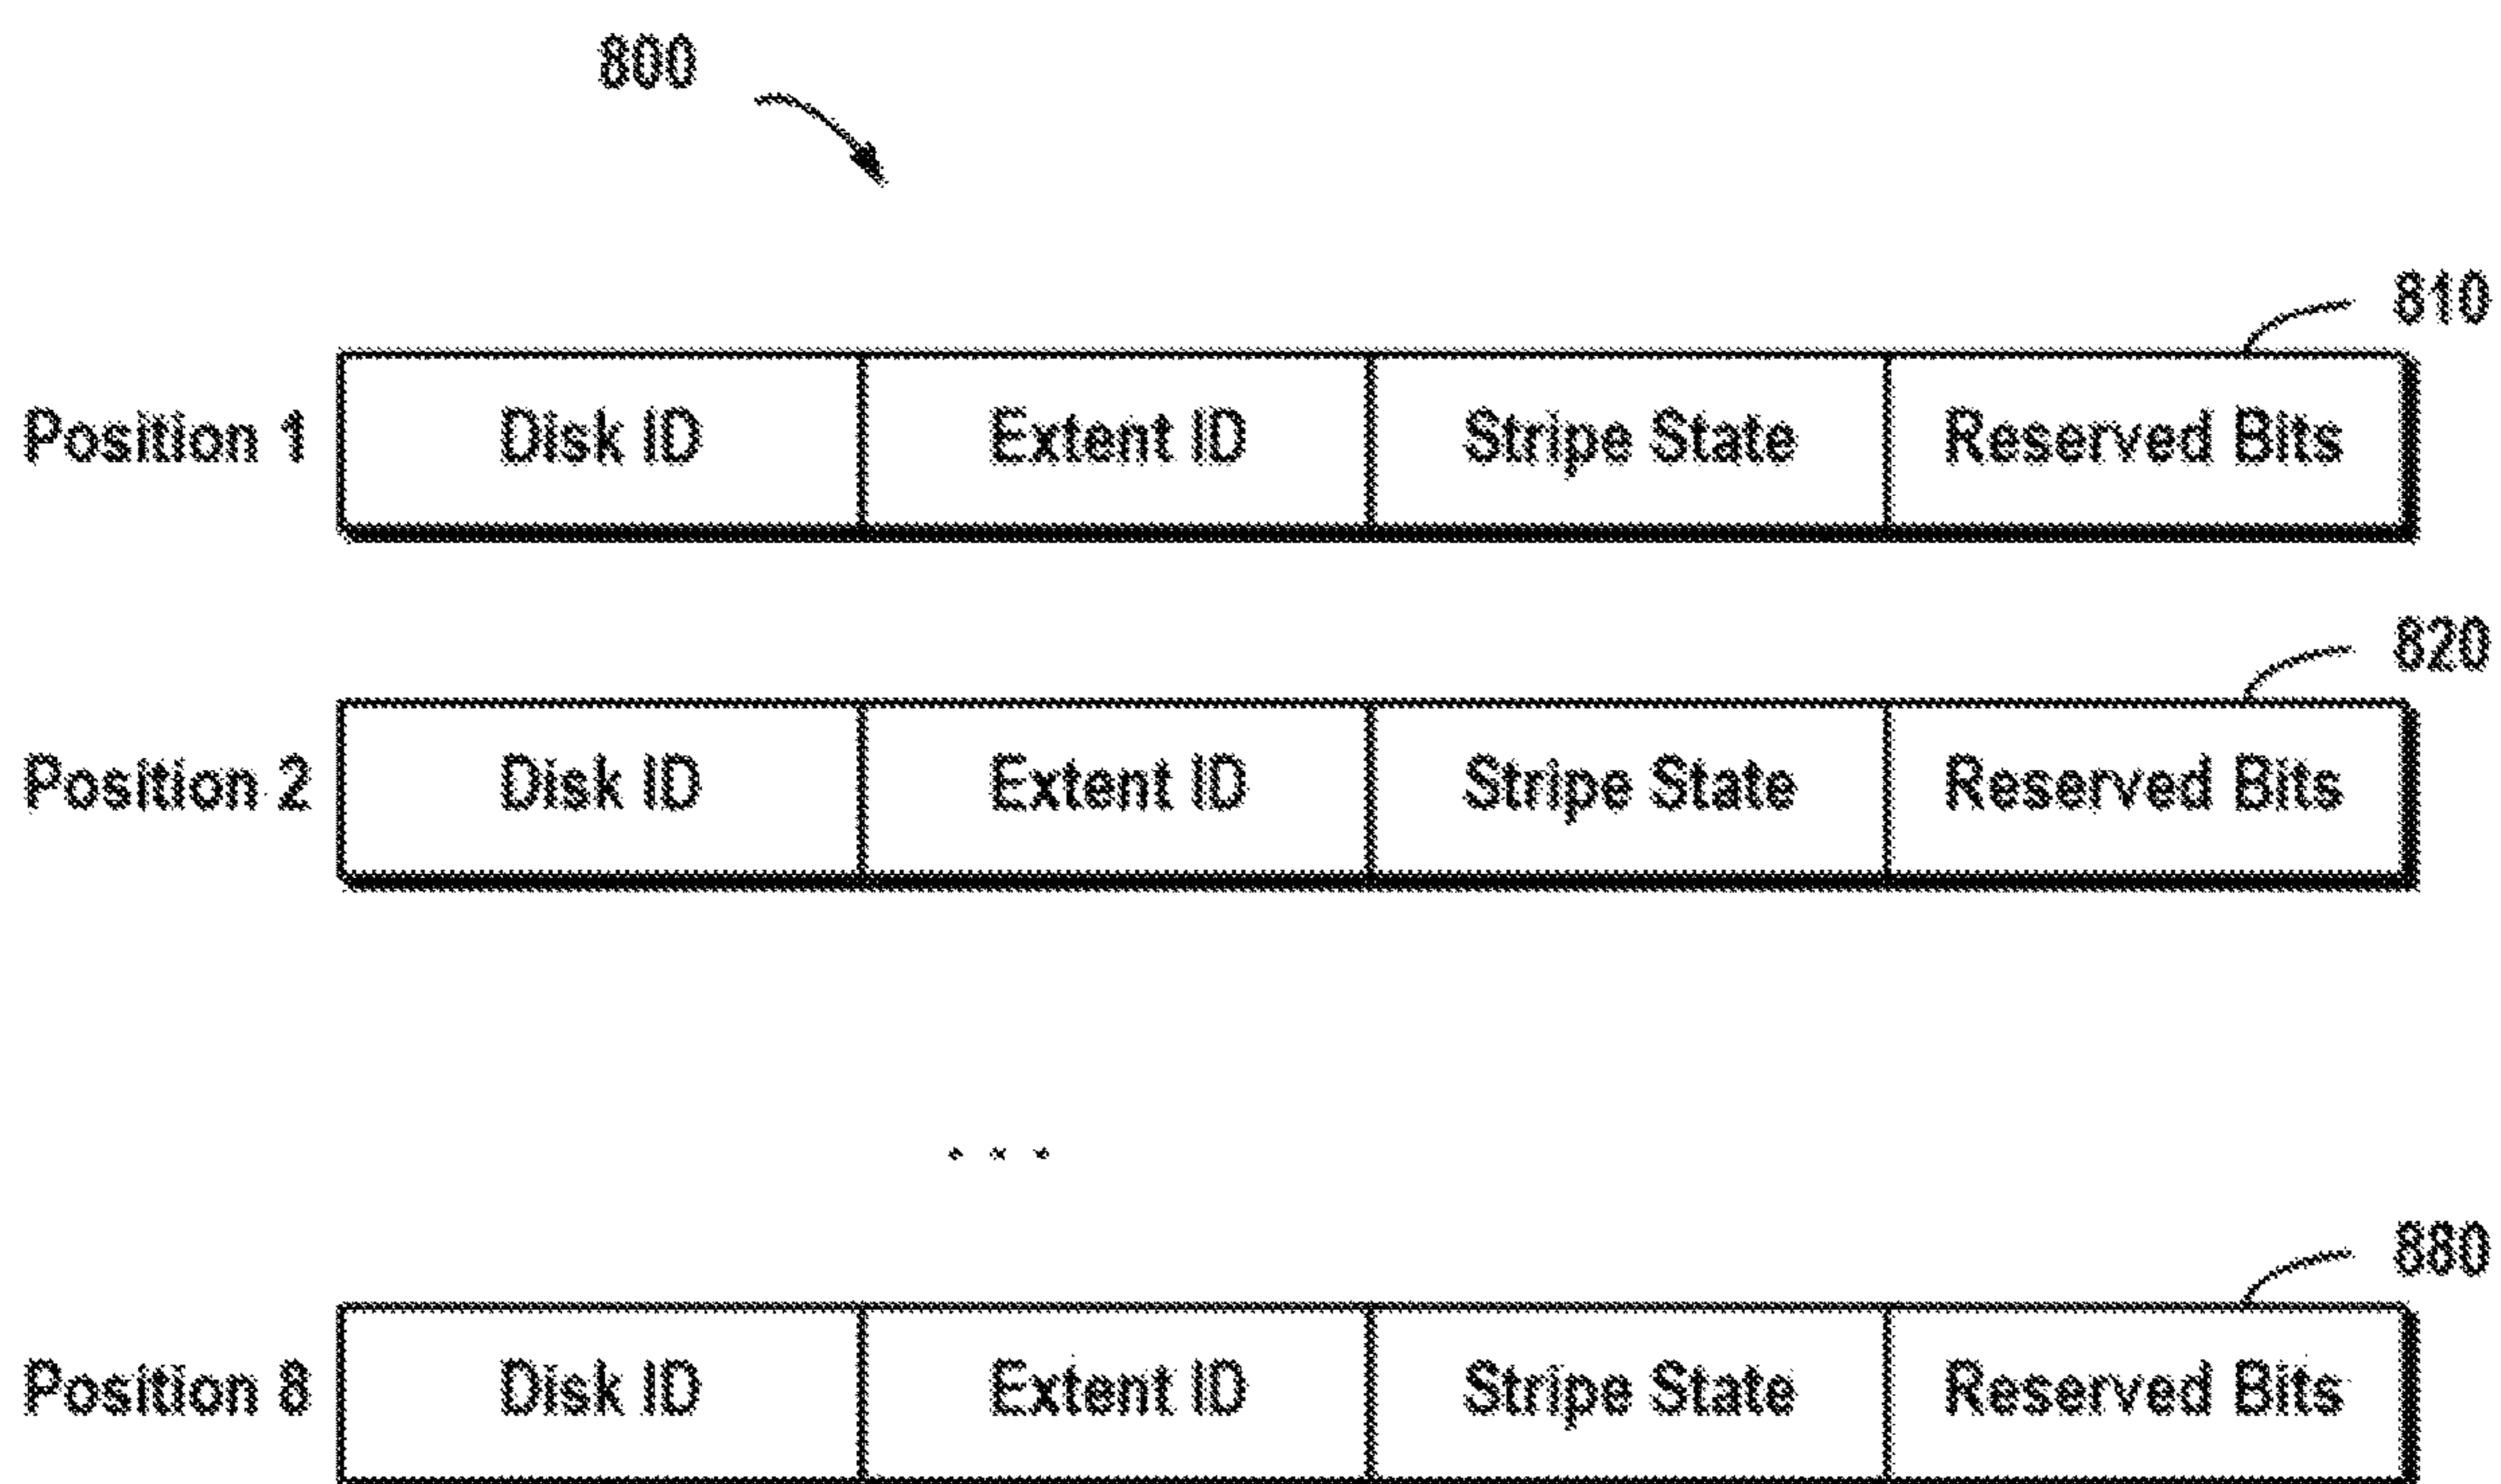 800
810
Position 1 Disk ID Extent ID Stripe State Reserved Bits
820
Position 2 Disk ID Extent ID Stripe State Reserved Bits
...
880
Position 8 Disk ID Extent ID Stripe State Reserved Bits